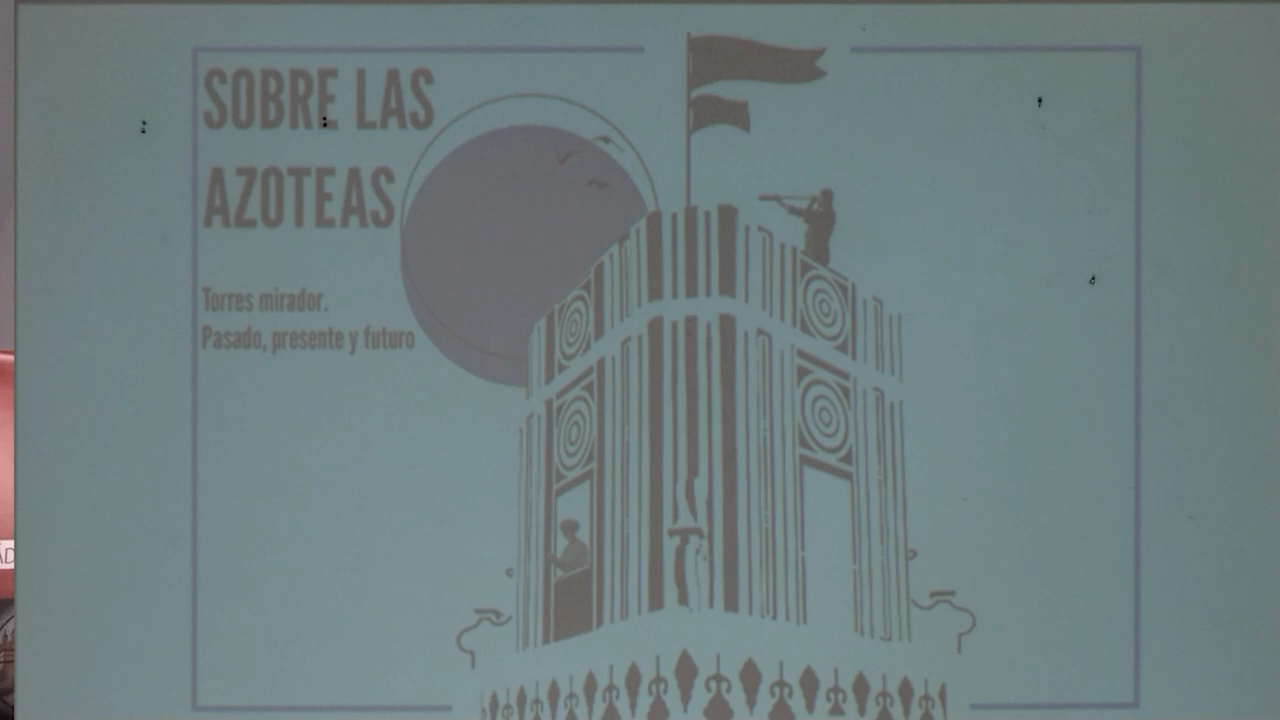 SOBRE LAS
AZOTEAS
Torres mirador.
Pasado, presente y futuro